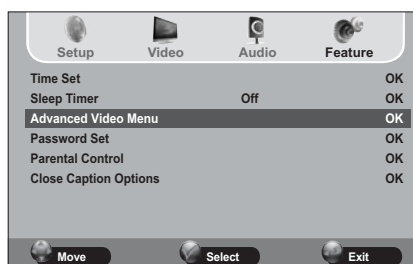 Setup Video Audio Feature
Time Set OK
Sleep Timer Off OK
Advanced Video Menu OK
Password Set OK
Parental Control OK
Close Caption Options OK
Move Select Exit